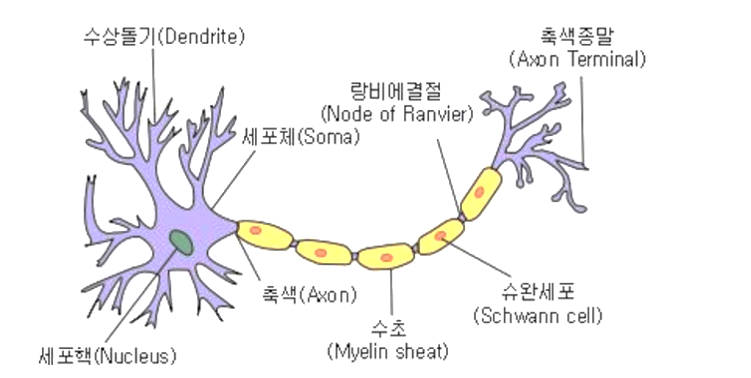 수상돌기(Dendrite)
축색종말
(Axon Terminal)
랑비에결절
(Node of Ranvier)
세포체(Soma)
축색(Axon)
슈완세포
(Schwann cell)
수초
(Myelin sheat)
세포핵(Nucleus)